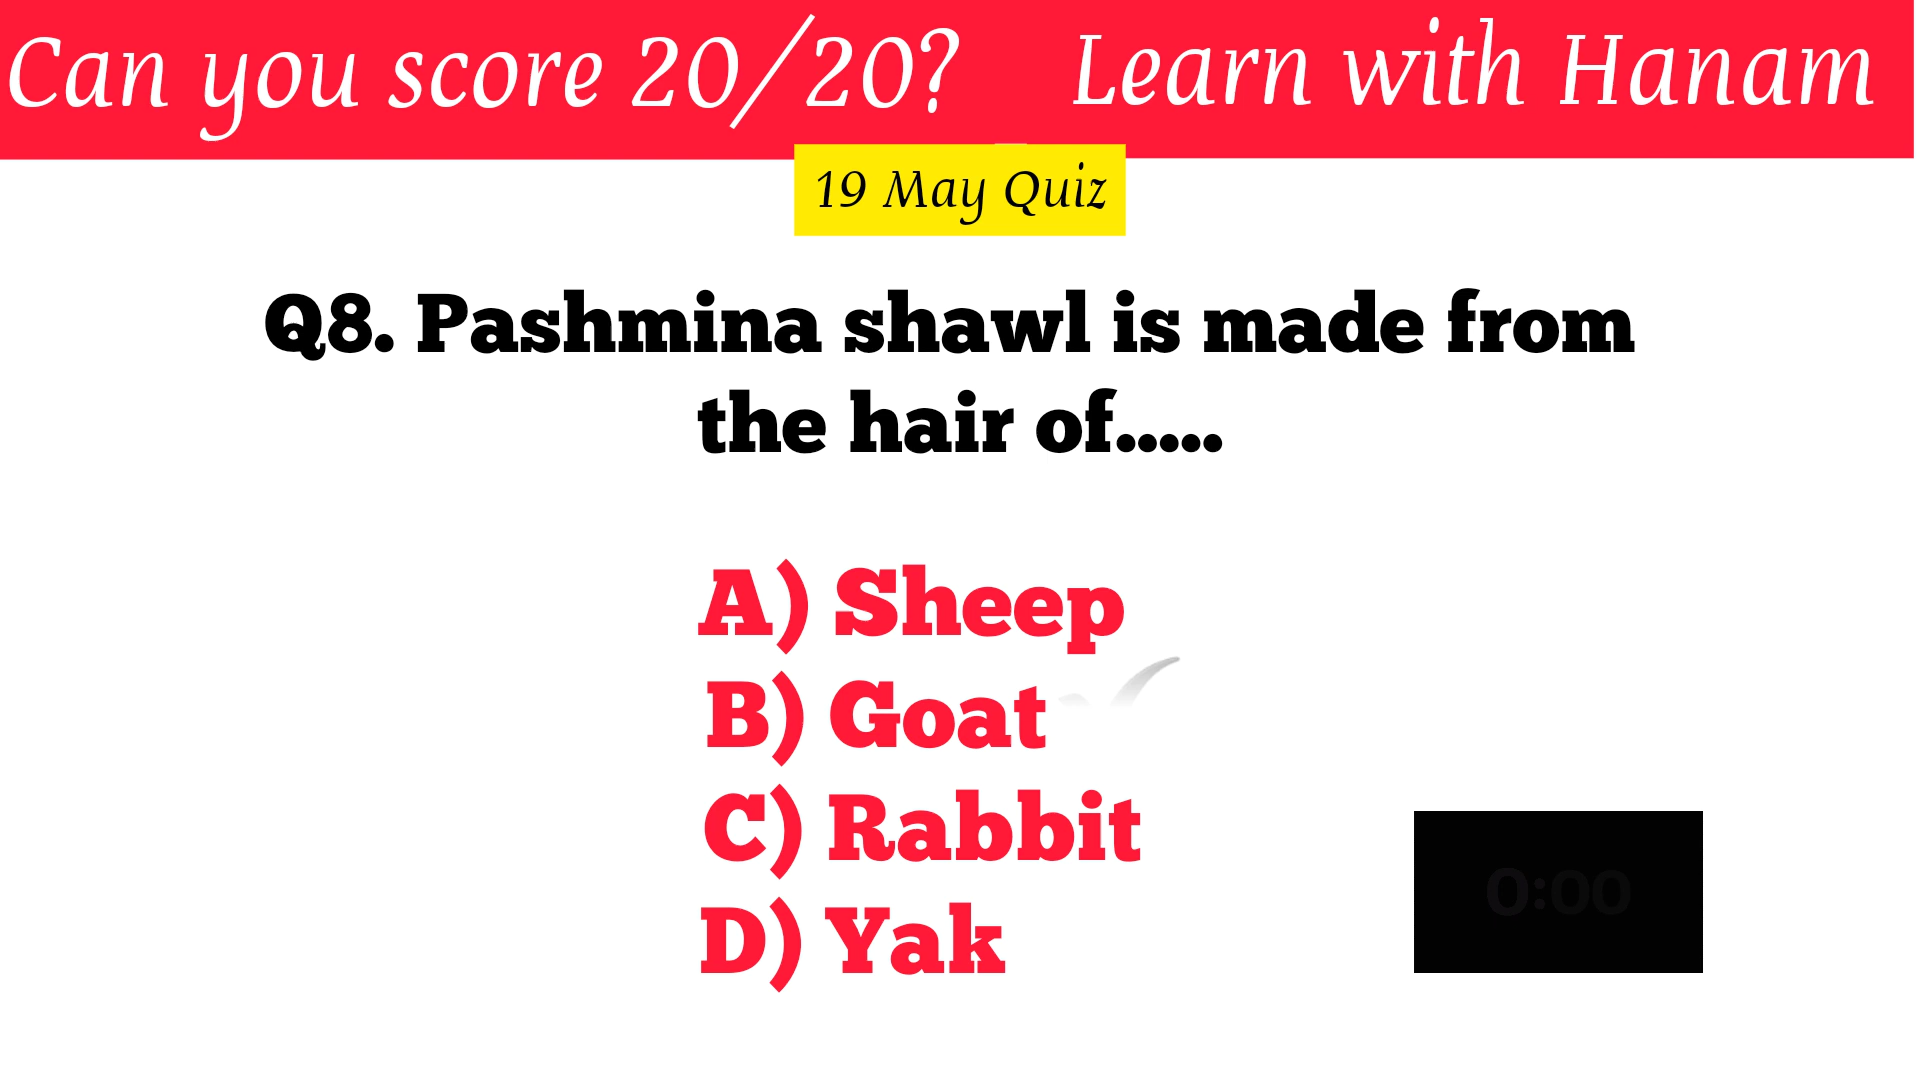 Can you score 20/20? Learn with Hanam
19 May Quiz
Q8. Pashmina shawl is made from
the hair of.....
A) Sheep
B) Goat
C) Rabbit
D) Yak
0:00